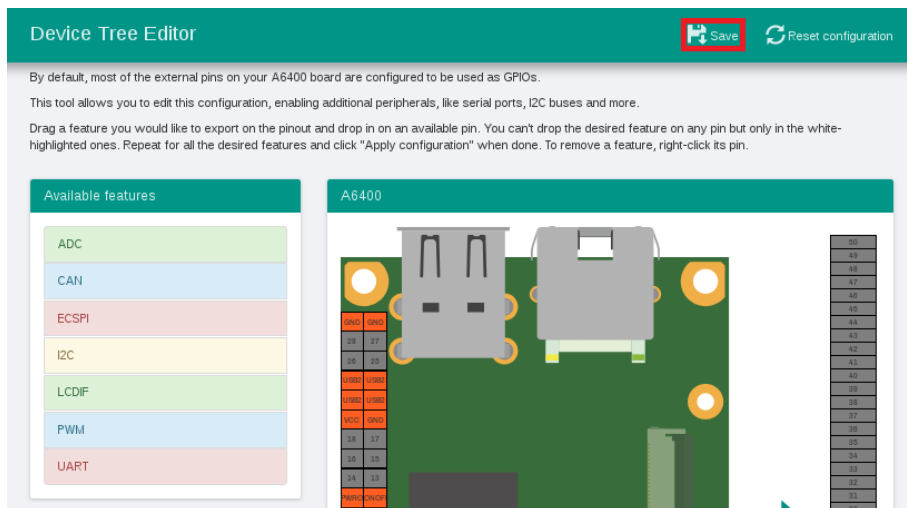 Device Tree Editor
Save
Reset configuration
By default, most of the external pins on your A6400 board are configured to be used as GPIOs.
This tool allows you to edit this configuration, enabling additional peripherals, like serial ports, I2C buses and more.
Drag a feature you would like to export on the pinout and drop in on an available pin. You can't drop the desired feature on any pin but only in the white-
highlighted ones. Repeat for all the desired features and click "Apply configuration" when done. To remove a feature, right-click its pin.
Available features
ADC
CAN
ECSPI
I2C
LCDIF
PWM
UART
A6400
GND GND
28 27
26 25
USB2 USB2
USB2 USB2
VCC GND
18 17
16 15
14 13
50
49
48
47
46
45
44
43
42
41
40
39
38
37
36
35
34
33
32
31